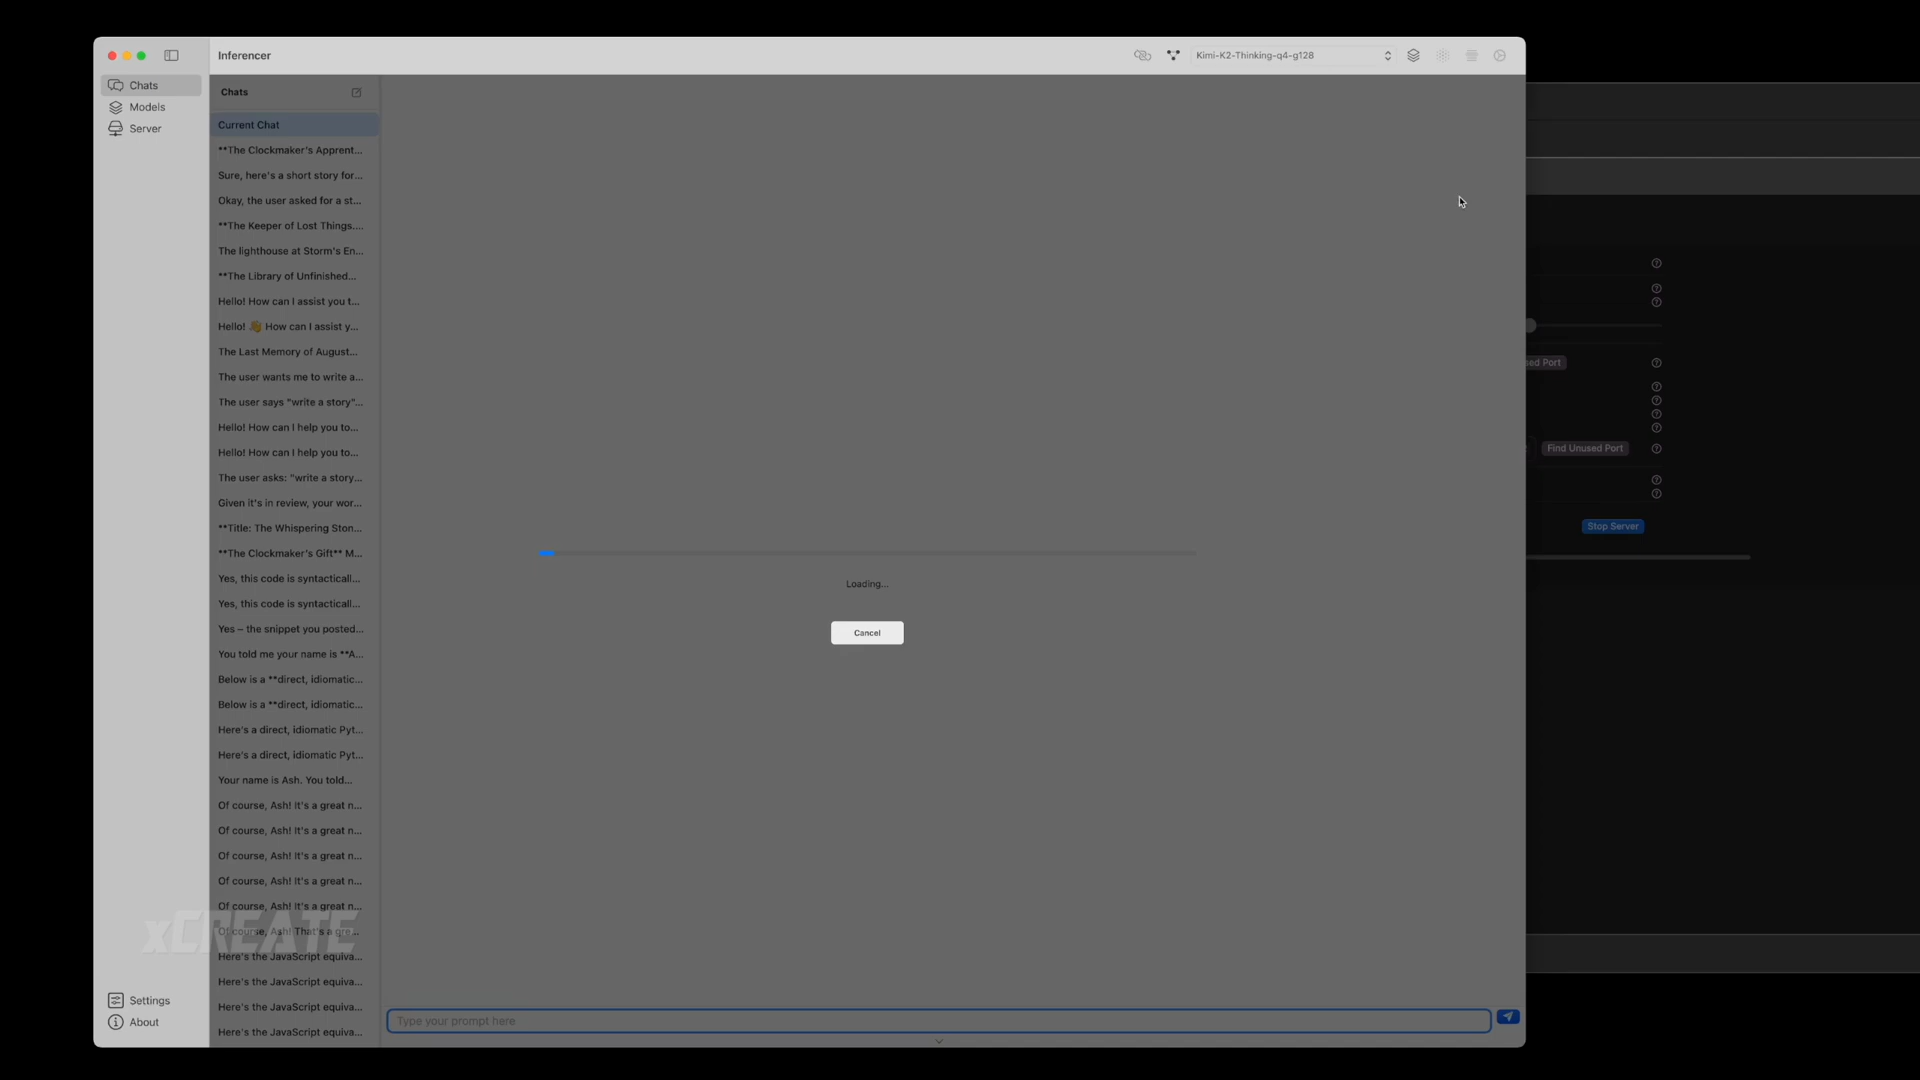 Inferencer
Kimi-K2-Thinking-q4-g128
Chats
Models
Server
Chats
Current Chat
**The Clockmaker's Apprent...
Sure, here's a short story for...
Okay, the user asked for a st...
**The Keeper of Lost Things....
The lighthouse at Storm's En...
**The Library of Unfinished...
Hello! How can I assist you t...
Hello! 👋 How can I assist y...
The Last Memory of August...
The user wants me to write a...
The user says "write a story"...
Hello! How can I help you to...
Hello! How can I help you to...
The user asks: "write a story...
Given it's in review, your wor...
**Title: The Whispering Ston...
**The Clockmaker's Gift** M...
Yes, this code is syntacticall...
Yes, this code is syntacticall...
Yes – the snippet you posted...
You told me your name is **A...
Below is a **direct, idiomatic...
Below is a **direct, idiomatic...
Here's a direct, idiomatic Pyt...
Here's a direct, idiomatic Pyt...
Your name is Ash. You told...
Of course, Ash! It's a great n...
Of course, Ash! It's a great n...
Of course, Ash! It's a great n...
Of course, Ash! It's a great n...
Of course, Ash! It's a great n...
Of course, Ash! That's a gre...
Here's the JavaScript equiva...
Here's the JavaScript equiva...
Here's the JavaScript equiva...
Here's the JavaScript equiva...
xCREATE
Settings
About
Loading...
Cancel
Type your prompt here
sed Port
Find Unused Port
Stop Server